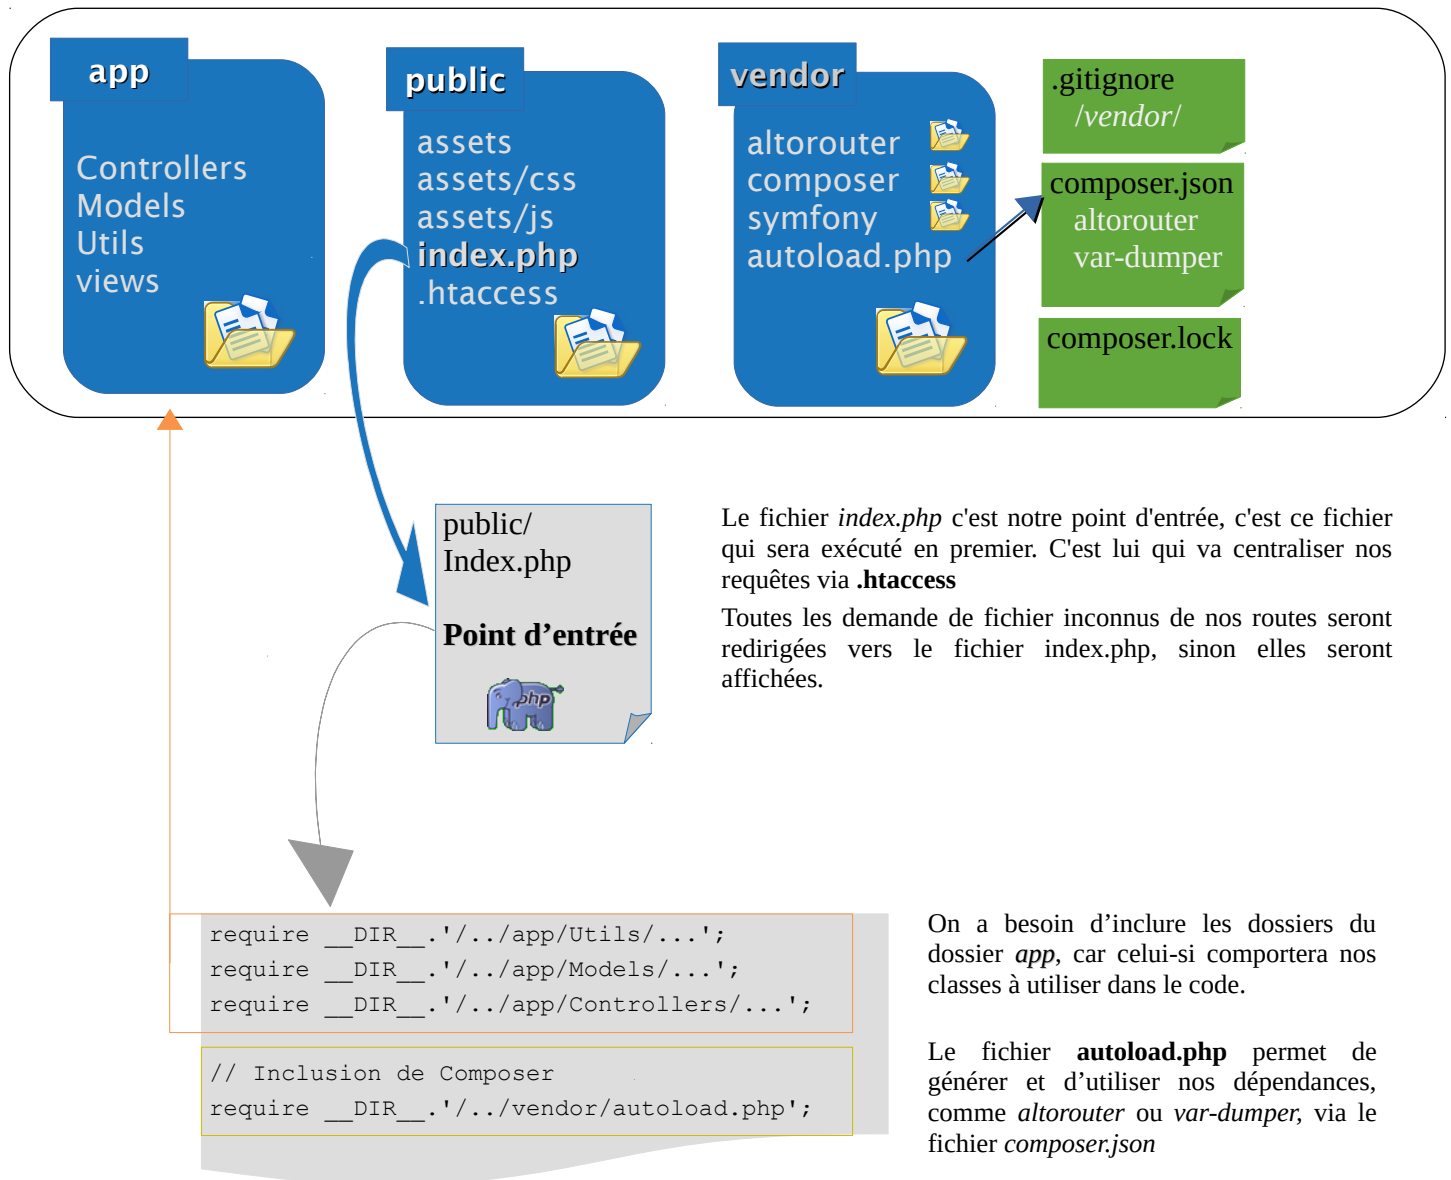 app
Controllers
Models
Utils
views
public
assets
assets/css
assets/js
index.php
.htaccess
vendor
altorouter
composer
symfony
autoload.php
.gitignore
/vendor/
composer.json
altorouter
var-dumper
composer.lock
public/
Index.php
Point d’entrée
php
Le fichier index.php c'est notre point d'entrée, c'est ce fichier
qui sera exécuté en premier. C'est lui qui va centraliser nos
requêtes via .htaccess
Toutes les demande de fichier inconnus de nos routes seront
redirigées vers le fichier index.php, sinon elles seront
affichées.
require __DIR__.'/../app/Utils/...';
require __DIR__.'/../app/Models/...';
require __DIR__.'/../app/Controllers/...';
// Inclusion de Composer
require __DIR__.'/../vendor/autoload.php';
On a besoin d’inclure les dossiers du
dossier app, car celui-si comportera nos
classes à utiliser dans le code.
Le fichier autoload.php permet de
générer et d’utiliser nos dépendances,
comme altorouter ou var-dumper, via le
fichier composer.json